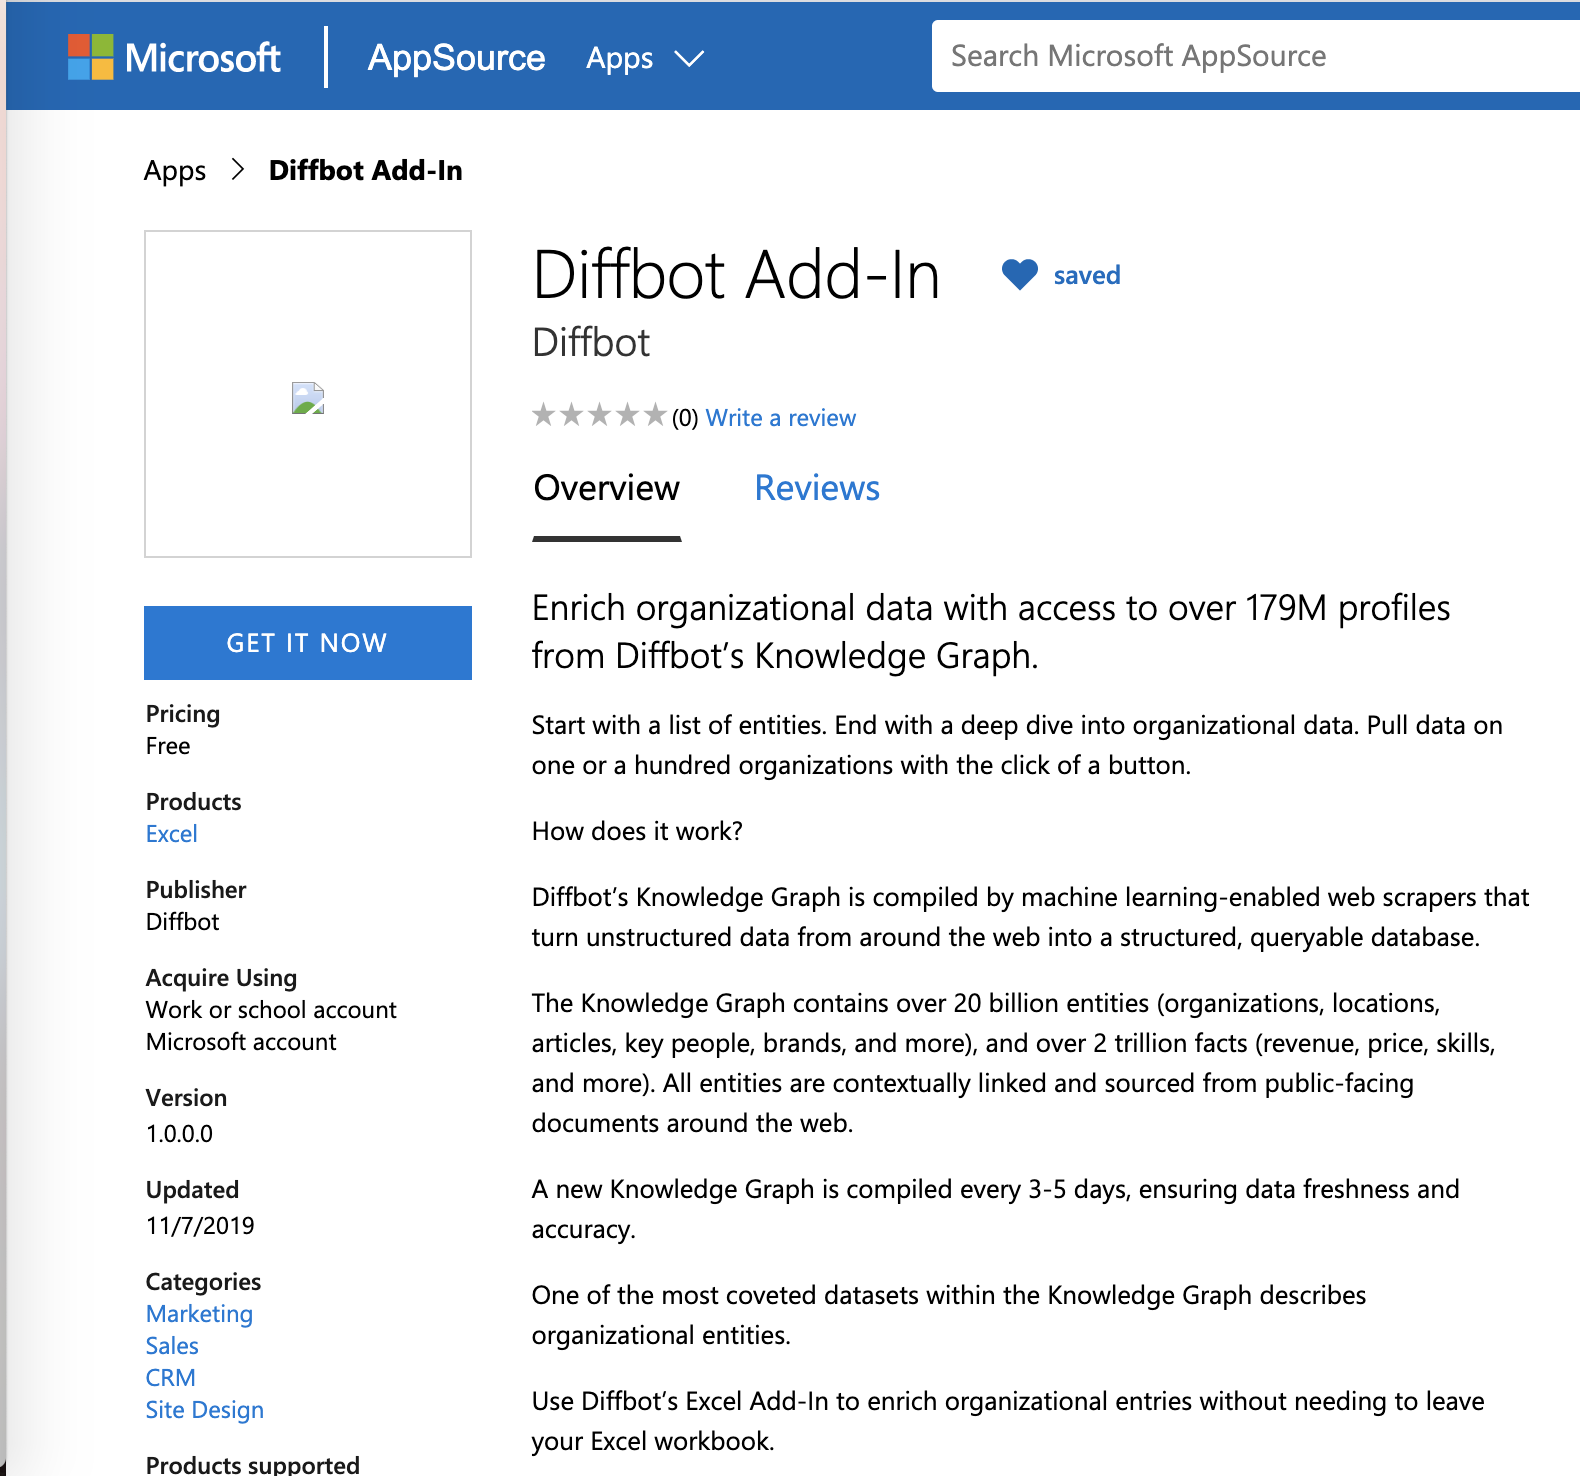 Microsoft
AppSource
Apps
Search Microsoft AppSource
Apps
Diffbot Add-In
Diffbot Add-In
saved
Diffbot
(0) Write a review
Overview
Reviews
GET IT NOW
Pricing
Free
Products
Excel
Publisher
Diffbot
Acquire Using
Work or school account
Microsoft account
Version
1.0.0.0
Updated
11/7/2019
Categories
Marketing
Sales
CRM
Site Design
Products supported
Enrich organizational data with access to over 179M profiles
from Diffbot’s Knowledge Graph.
Start with a list of entities. End with a deep dive into organizational data. Pull data on
one or a hundred organizations with the click of a button.
How does it work?
Diffbot’s Knowledge Graph is compiled by machine learning-enabled web scrapers that
turn unstructured data from around the web into a structured, queryable database.
The Knowledge Graph contains over 20 billion entities (organizations, locations,
articles, key people, brands, and more), and over 2 trillion facts (revenue, price, skills,
and more). All entities are contextually linked and sourced from public-facing
documents around the web.
A new Knowledge Graph is compiled every 3-5 days, ensuring data freshness and
accuracy.
One of the most coveted datasets within the Knowledge Graph describes
organizational entities.
Use Diffbot’s Excel Add-In to enrich organizational entries without needing to leave
your Excel workbook.